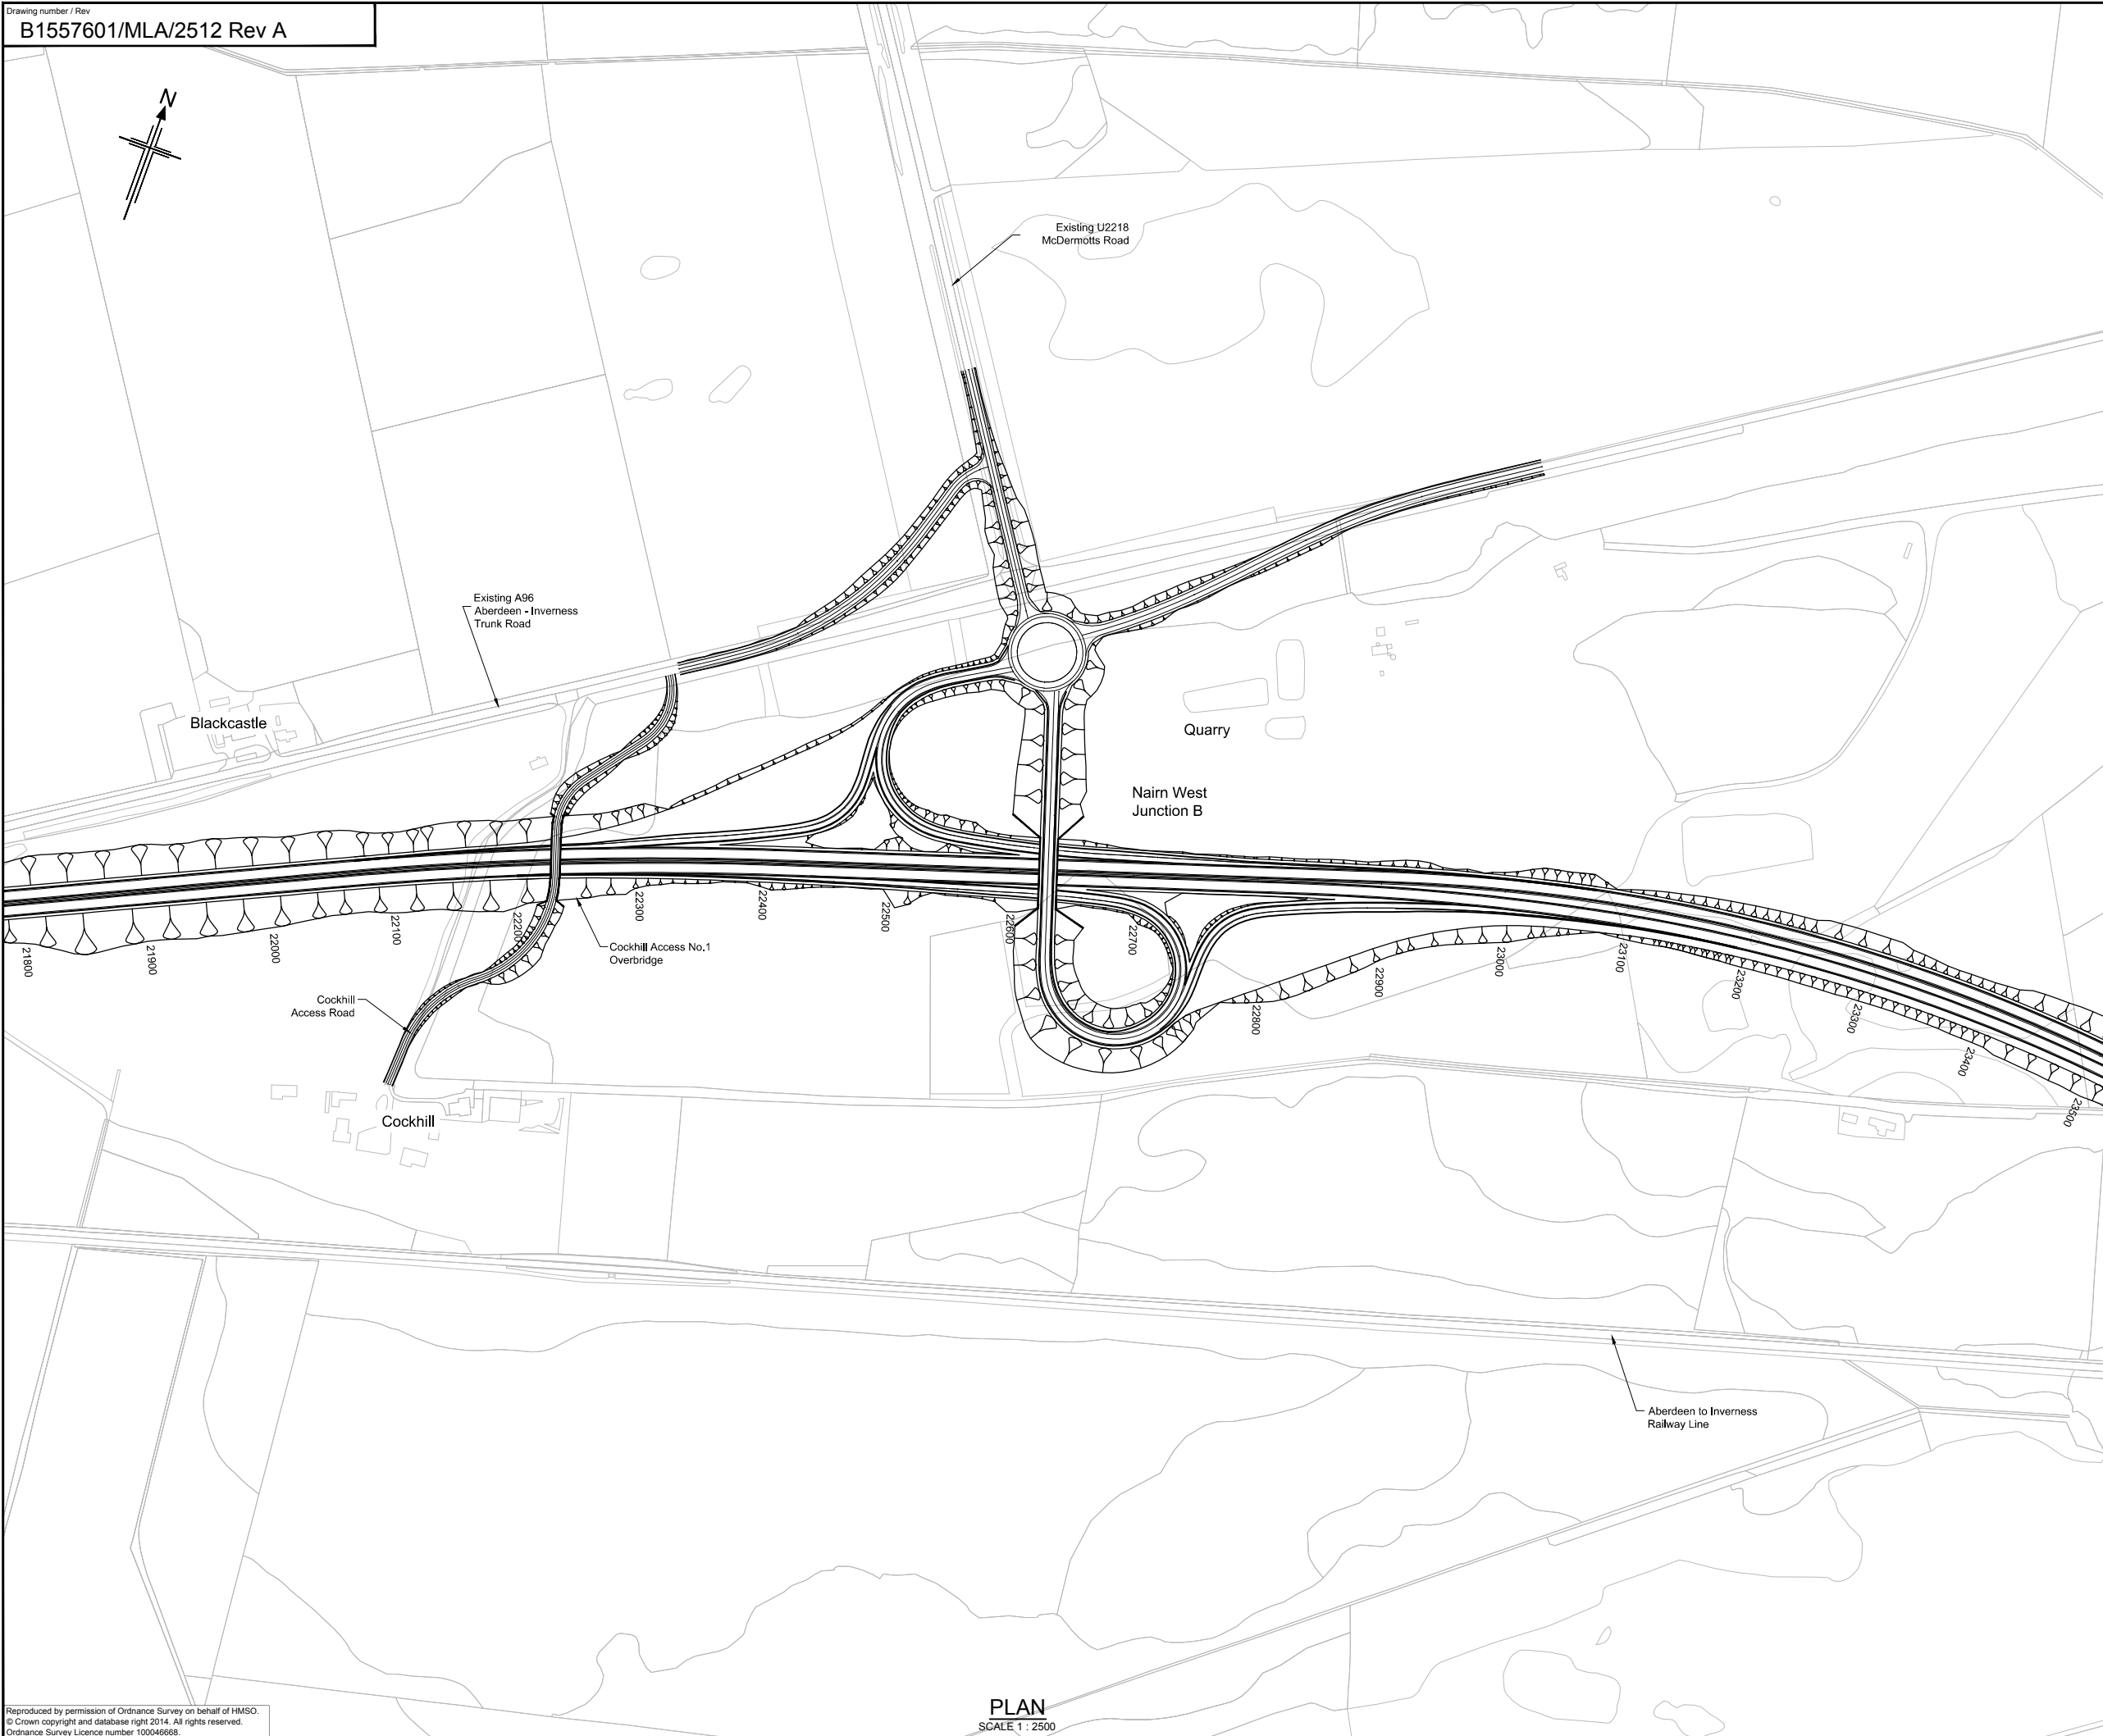 Drawing number / Rev
B1557601/MLA/2512 Rev A
N
Existing U2218
McDermotts Road
Existing A96
Aberdeen - Inverness
Trunk Road
Blackcastle
Quarry
Nairn West
Junction B
21800
21900
22000
22100
22200
22300
22400
22500
22600
22700
22800
22900
23000
23100
23200
23300
23400
23500
Cockhill Access No.1
Overbridge
Cockhill
Access Road
Cockhill
Aberdeen to Inverness
Railway Line
PLAN
SCALE 1 : 2500
Reproduced by permission of Ordnance Survey on behalf of HMSO.
© Crown copyright and database right 2014. All rights reserved.
Ordnance Survey Licence number 100046668.